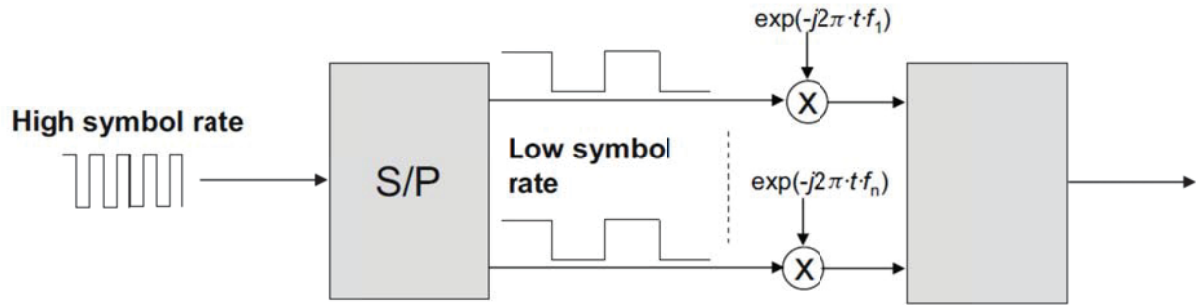 exp(-j2π·t·f₁)
High symbol rate
S/P
X
Low symbol
rate
exp(-j2π·t·fₙ)
X